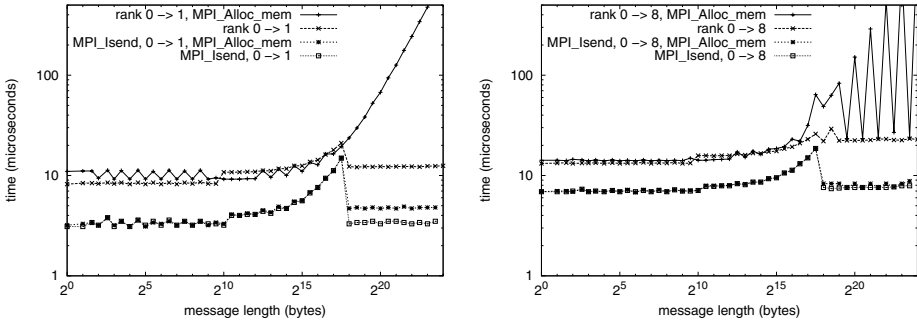 rank 0 -> 1, MPI_Alloc_mem
rank 0 -> 1
MPI_Isend, 0 -> 1, MPI_Alloc_mem
MPI_Isend, 0 -> 1
100
10
1
time (microseconds)
2^0 2^5 2^10 2^15 2^20
message length (bytes)
rank 0 -> 8, MPI_Alloc_mem
rank 0 -> 8
MPI_Isend, 0 -> 8, MPI_Alloc_mem
MPI_Isend, 0 -> 8
100
10
1
time (microseconds)
2^0 2^5 2^10 2^15 2^20
message length (bytes)